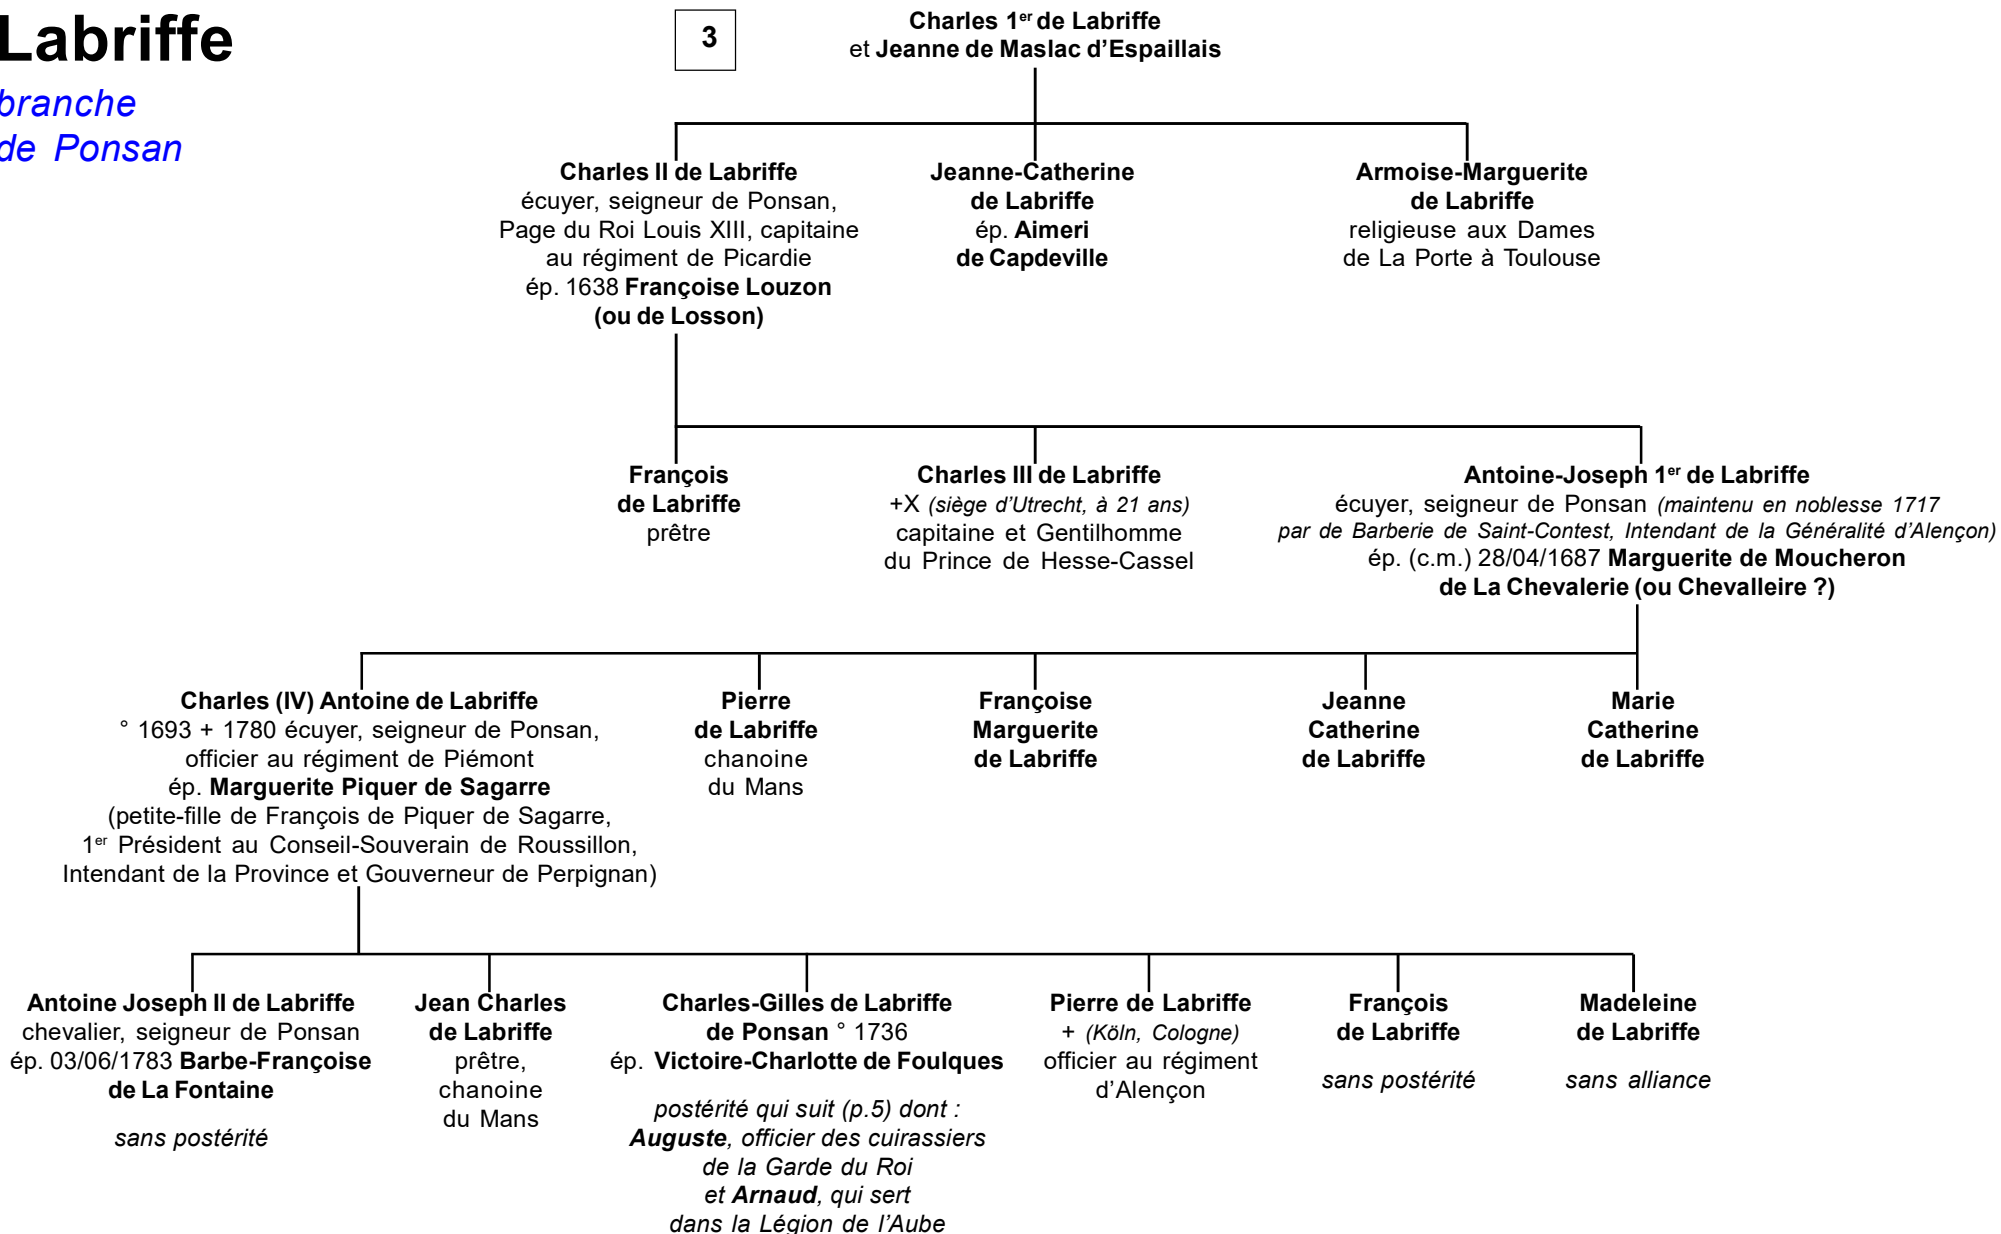 Labriffe
branche
de Ponsan
3
Charles 1er de Labriffe
et Jeanne de Maslac d’Espaillais
Charles II de Labriffe
écuyer, seigneur de Ponsan,
Page du Roi Louis XIII, capitaine
au régiment de Picardie
ép. 1638 Françoise Louzon
(ou de Losson)
Jeanne-Catherine
de Labriffe
ép. Aimeri
de Capdeville
Armoise-Marguerite
de Labriffe
religieuse aux Dames
de La Porte à Toulouse
François
de Labriffe
prêtre
Charles III de Labriffe
+X (siège d’Utrecht, à 21 ans)
capitaine et Gentilhomme
du Prince de Hesse-Cassel
Antoine-Joseph 1er de Labriffe
écuyer, seigneur de Ponsan (maintenu en noblesse 1717
par de Barberie de Saint-Contest, Intendant de la Généralité d’Alençon)
ép. (c.m.) 28/04/1687 Marguerite de Moucheron
de La Chevalerie (ou Chevalleire ?)
Charles (IV) Antoine de Labriffe
° 1693 + 1780 écuyer, seigneur de Ponsan,
officier au régiment de Piémont
ép. Marguerite Piquer de Sagarre
(petite-fille de François de Piquer de Sagarre,
1er Président au Conseil-Souverain de Roussillon,
Intendant de la Province et Gouverneur de Perpignan)
Pierre
de Labriffe
chanoine
du Mans
Françoise
Marguerite
de Labriffe
Jeanne
Catherine
de Labriffe
Marie
Catherine
de Labriffe
Antoine Joseph II de Labriffe
chevalier, seigneur de Ponsan
ép. 03/06/1783 Barbe-Françoise
de La Fontaine
sans postérité
Jean Charles
de Labriffe
prêtre,
chanoine
du Mans
Charles-Gilles de Labriffe
de Ponsan ° 1736
ép. Victoire-Charlotte de Foulques
postérité qui suit (p.5) dont :
Auguste, officier des cuirassiers
de la Garde du Roi
et Arnaud, qui sert
dans la Légion de l’Aube
Pierre de Labriffe
+ (Köln, Cologne)
officier au régiment
d’Alençon
François
de Labriffe
sans postérité
Madeleine
de Labriffe
sans alliance